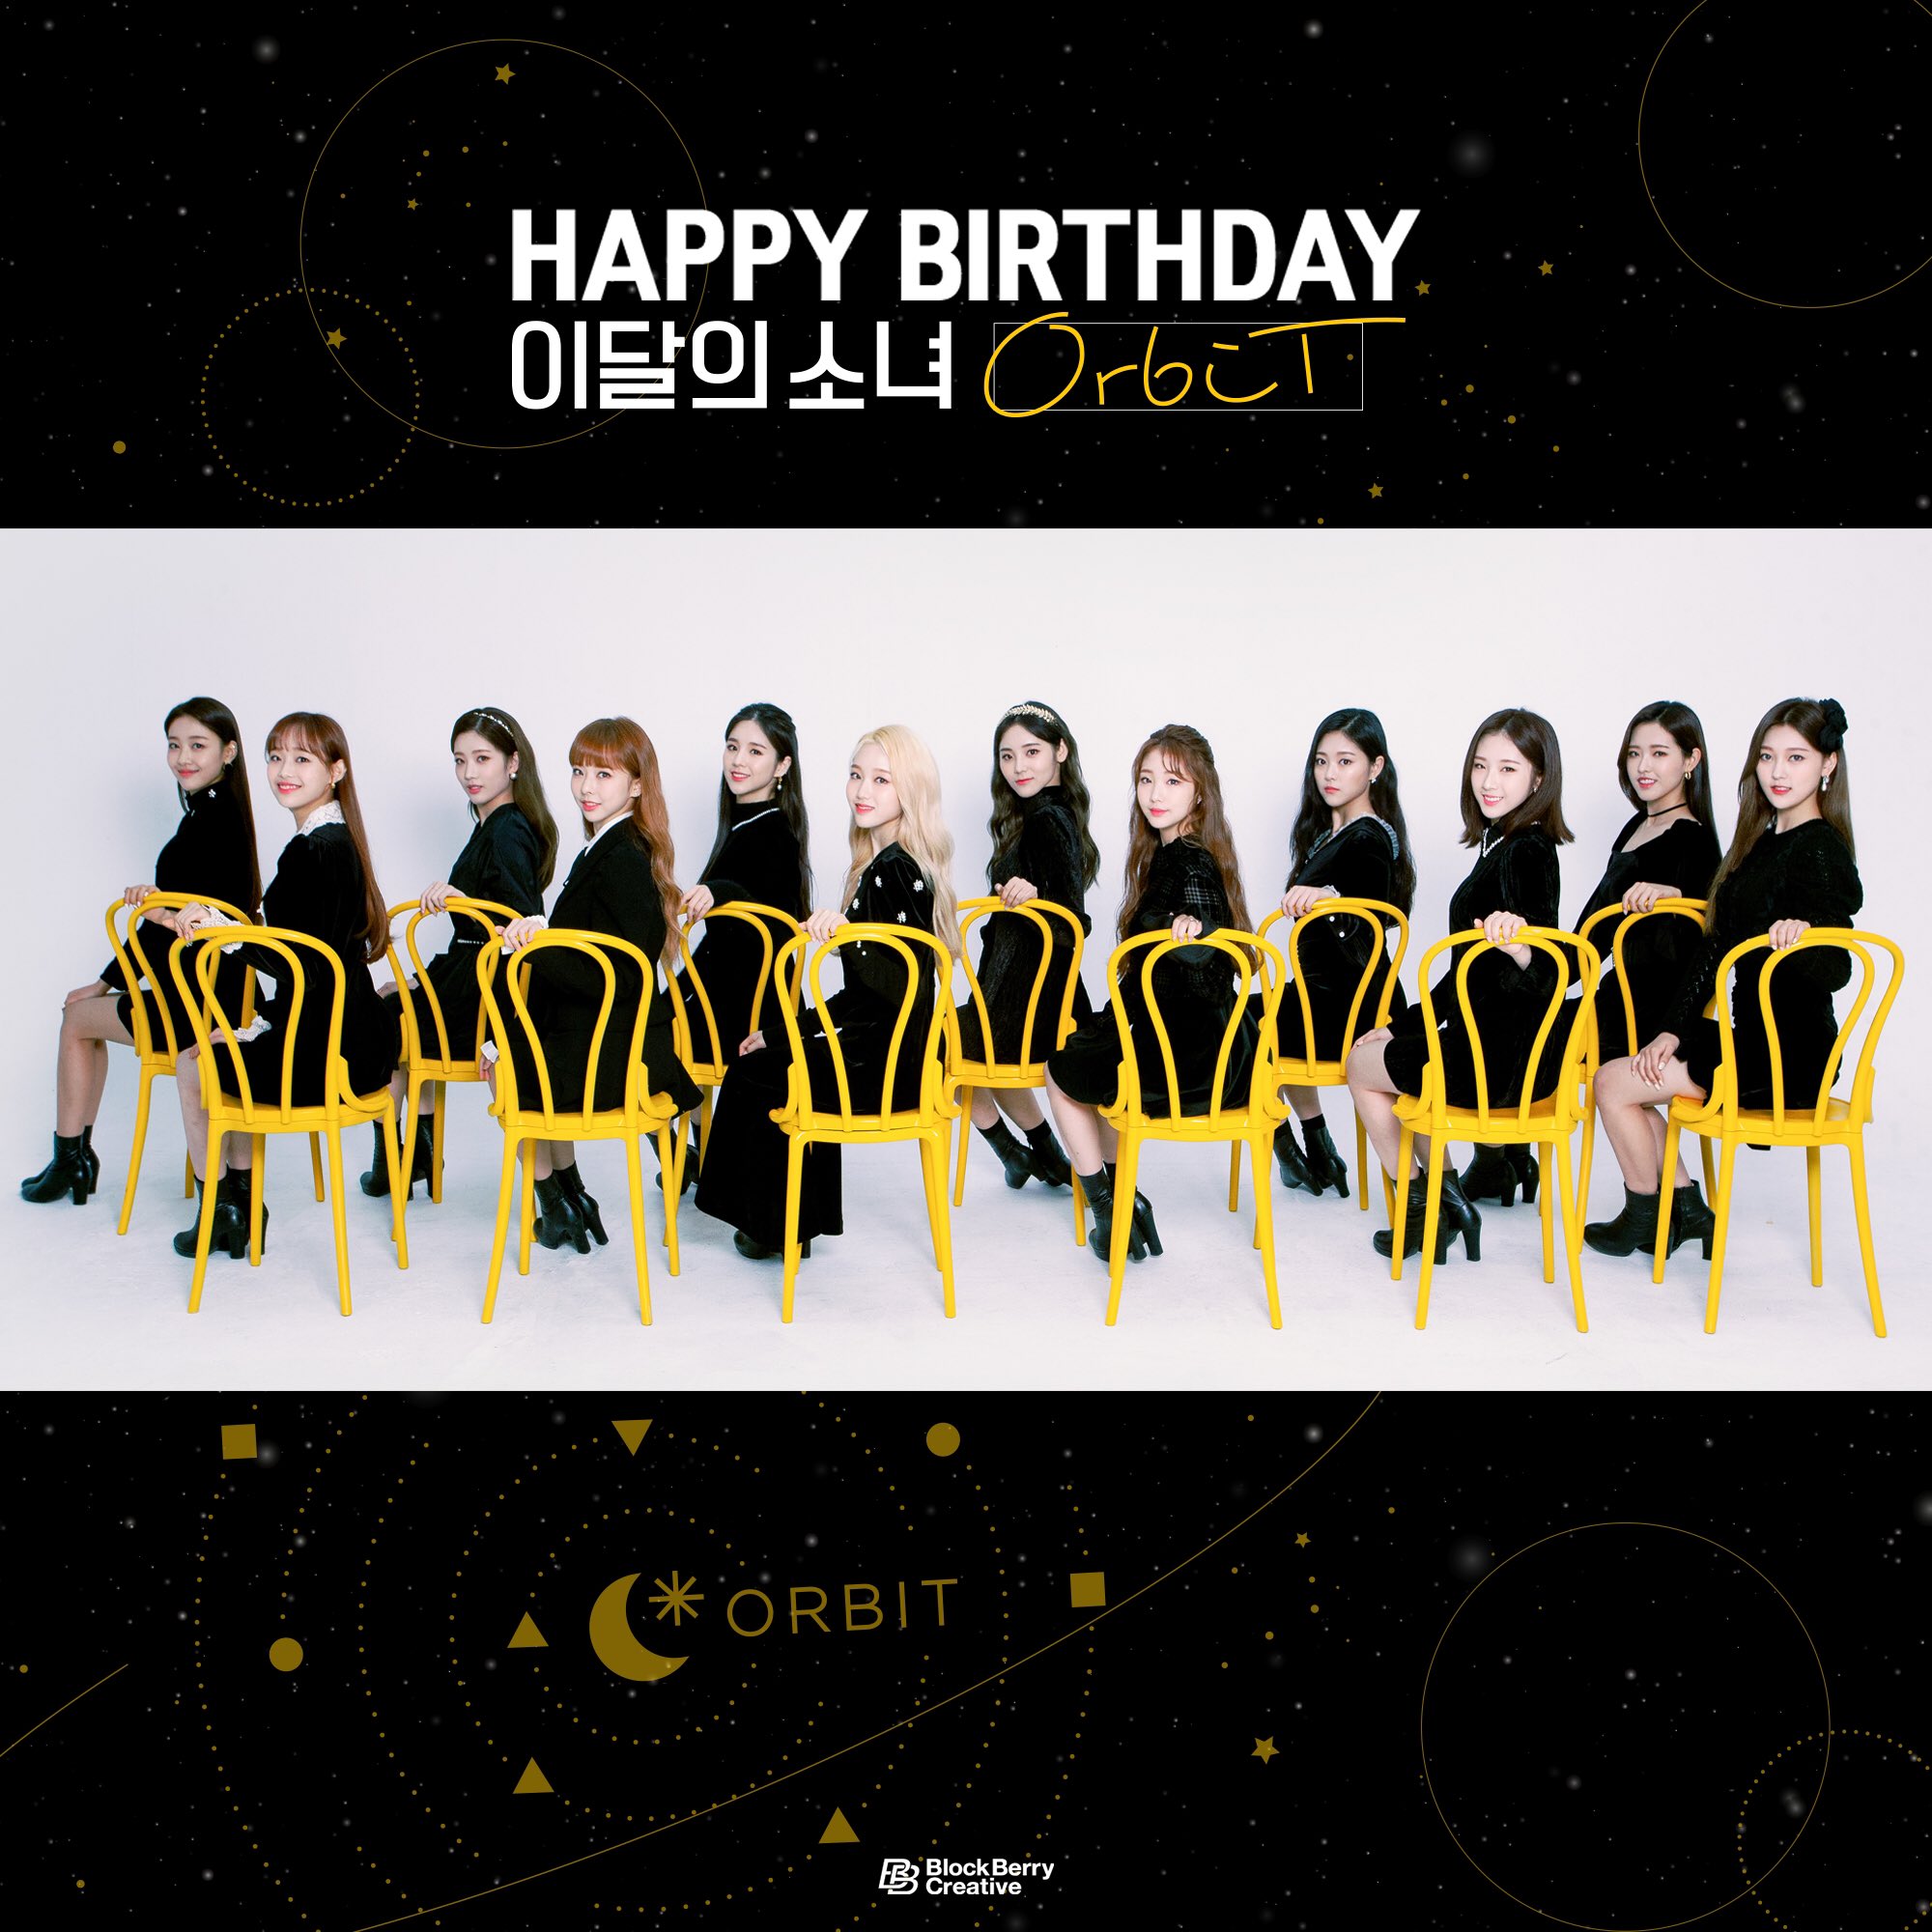 HAPPY BIRTHDAY
이달의 소녀 Orbit
ORBIT
BlockBerry
Creative